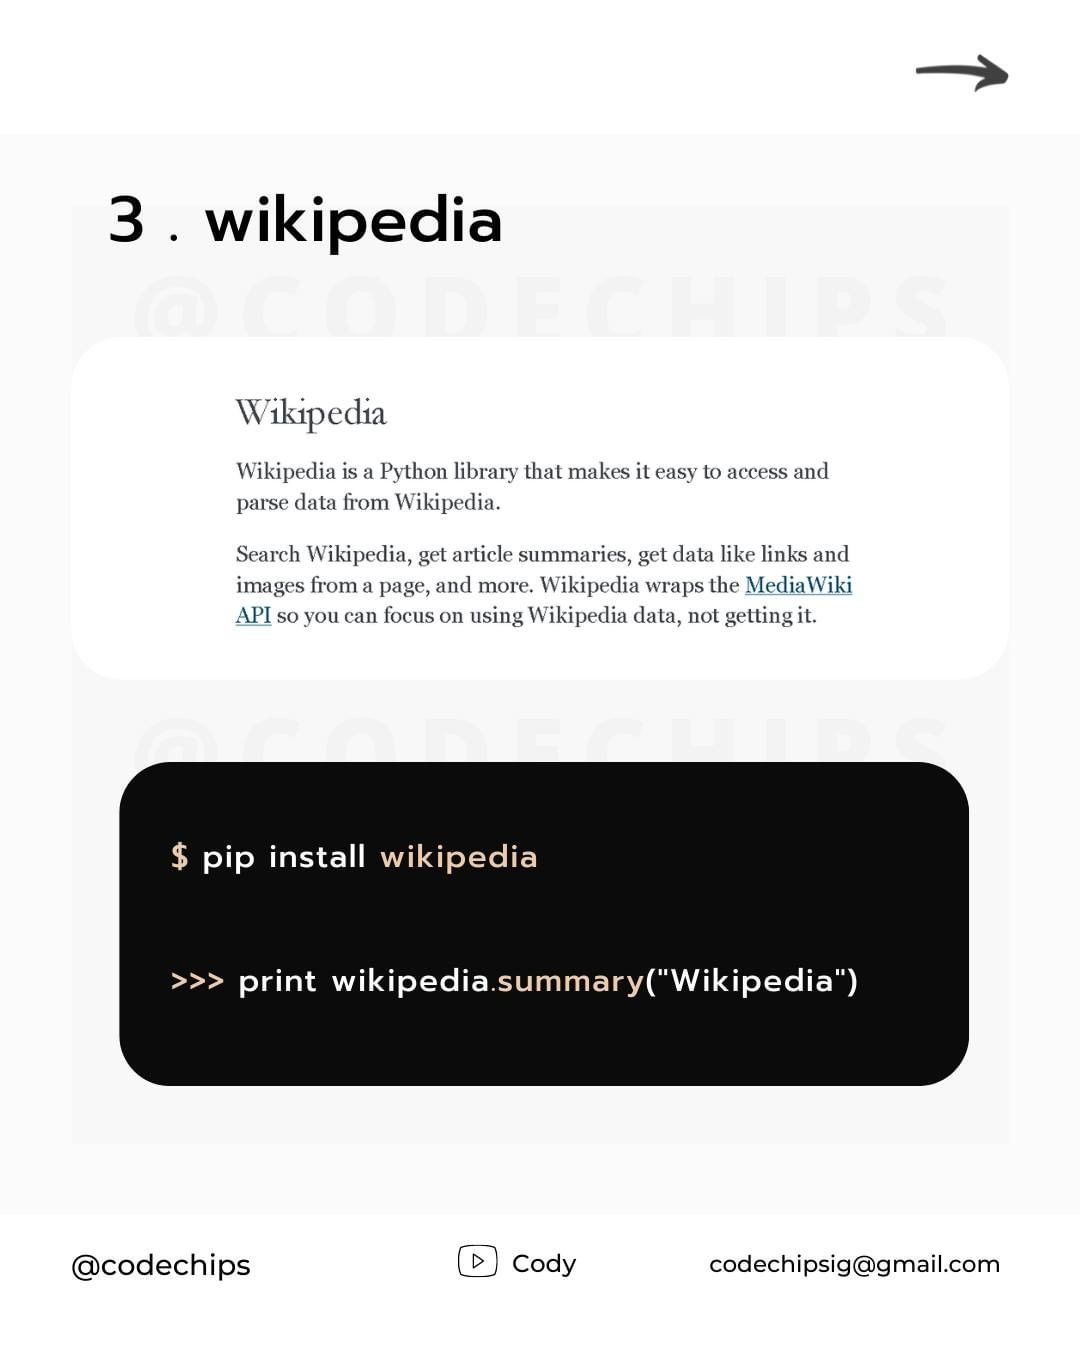 3 . wikipedia
@CODECHIPS
Wikipedia
Wikipedia is a Python library that makes it easy to access and
parse data from Wikipedia.
Search Wikipedia, get article summaries, get data like links and
images from a page, and more. Wikipedia wraps the MediaWiki
API so you can focus on using Wikipedia data, not getting it.
@CODECHIPS
$ pip install wikipedia
>>> print wikipedia.summary("Wikipedia")
@codechips
Cody
codechipsig@gmail.com